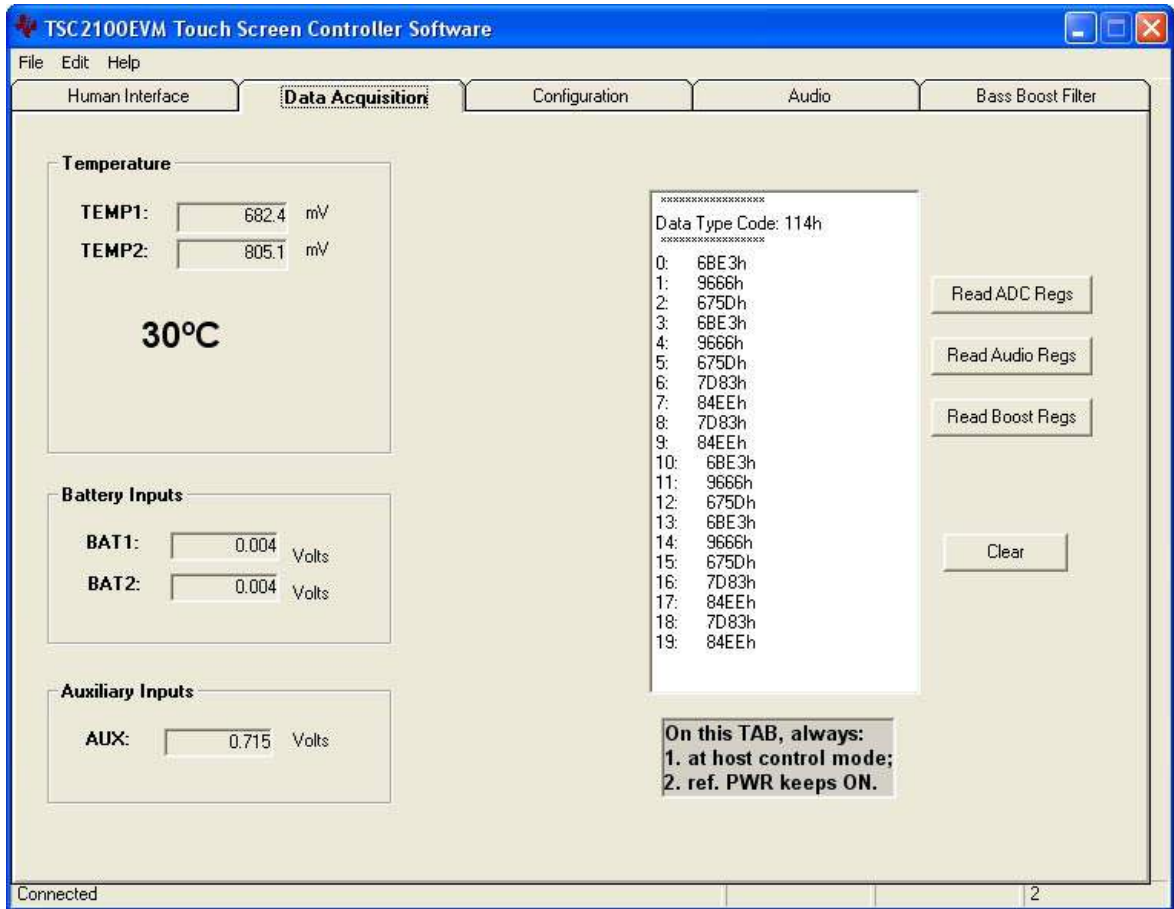 TSC2100EVM Touch Screen Controller Software
File Edit Help
Human Interface Data Acquisition Configuration Audio Bass Boost Filter
Temperature
TEMP1: 682.4 mV
TEMP2: 805.1 mV
30ºC
Battery Inputs
BAT1: 0.004 Volts
BAT2: 0.004 Volts
Auxiliary Inputs
AUX: 0.715 Volts
*****************
Data Type Code: 114h
*****************
0: 6BE3h
1: 9666h
2: 675Dh
3: 6BE3h
4: 9666h
5: 675Dh
6: 7D83h
7: 84EEh
8: 7D83h
9: 84EEh
10: 6BE3h
11: 9666h
12: 675Dh
13: 6BE3h
14: 9666h
15: 675Dh
16: 7D83h
17: 84EEh
18: 7D83h
19: 84EEh
Read ADC Regs
Read Audio Regs
Read Boost Regs
Clear
On this TAB, always:
1. at host control mode;
2. ref. PWR keeps ON.
Connected 2